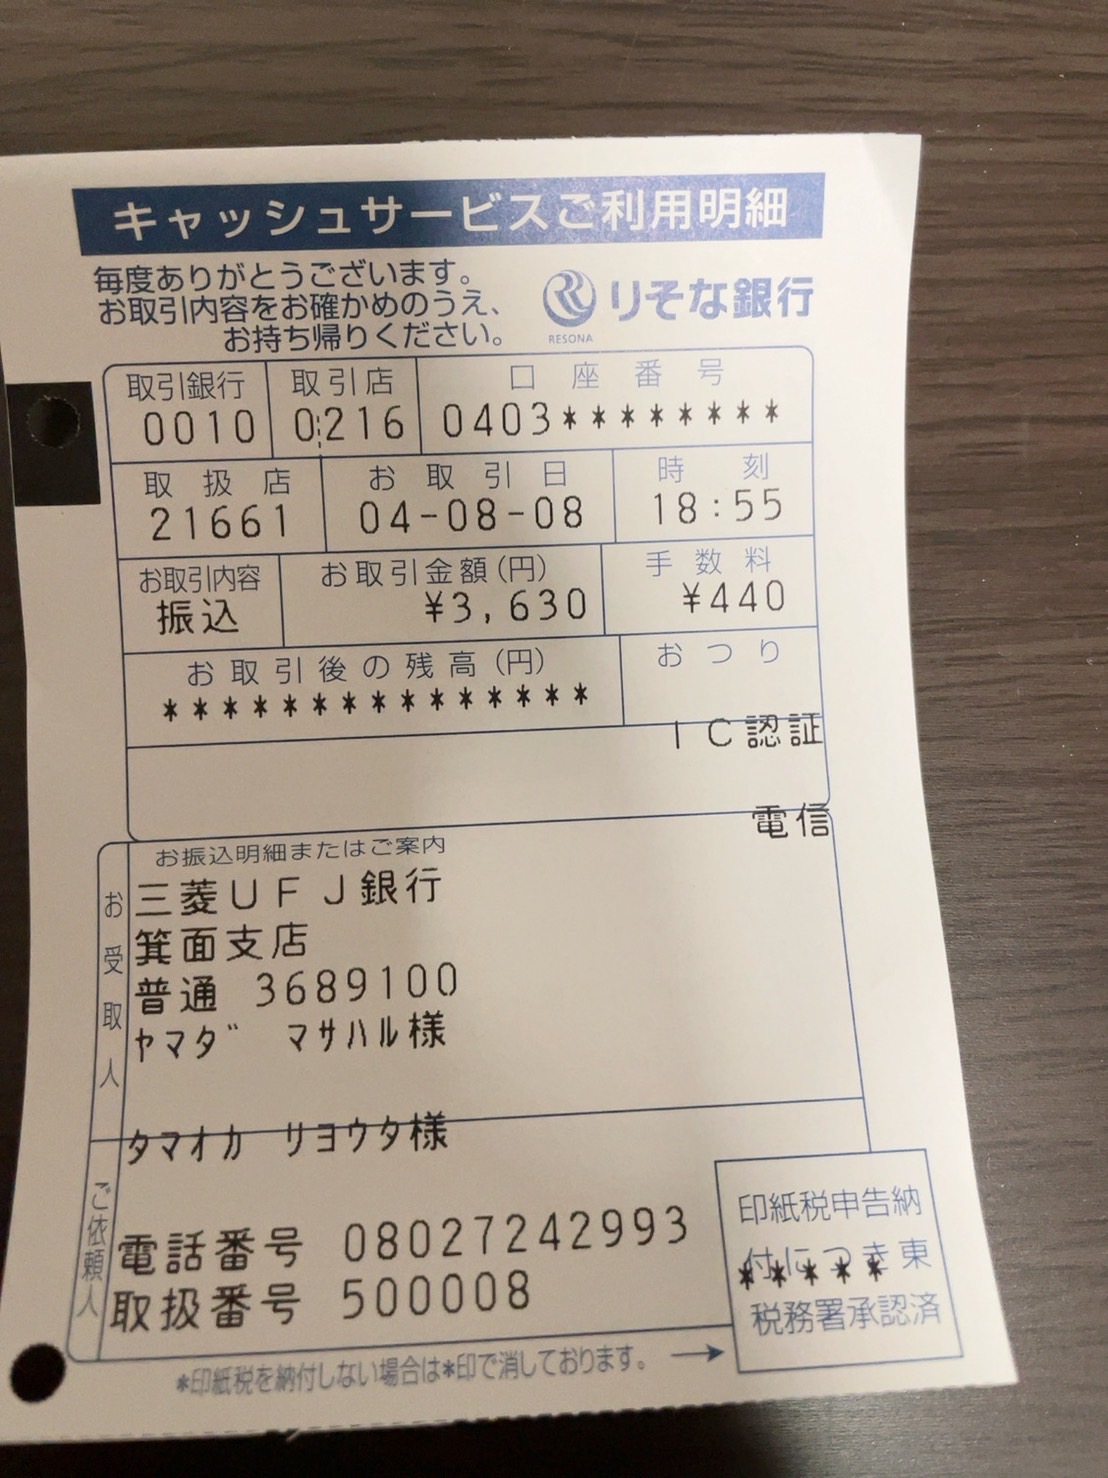 キャッシュサービスご利用明細
毎度ありがとうございます。
お取引内容をお確かめのうえ、
お持ち帰りください。
りそな銀行
RESONA
取引銀行 取引店 口座番号
0010 0216 0403********
取扱店 お取引日 時刻
21661 04-08-08 18:55
お取引内容 お取引金額(円) 手数料
振込 ¥3,630 ¥440
お取引後の残高(円) おつり
***************
IC認証
電信
お振込明細またはご案内
お受取人
三菱UFJ銀行
箕面支店
普通 3689100
ヤマダ マサハル様
ご依頼人
タマオカ リヨウタ様
電話番号 08027242993
取扱番号 500008
印紙税申告納
付につき東
*****
税務署承認済
*印紙税を納付しない場合は*印で消しております。 →